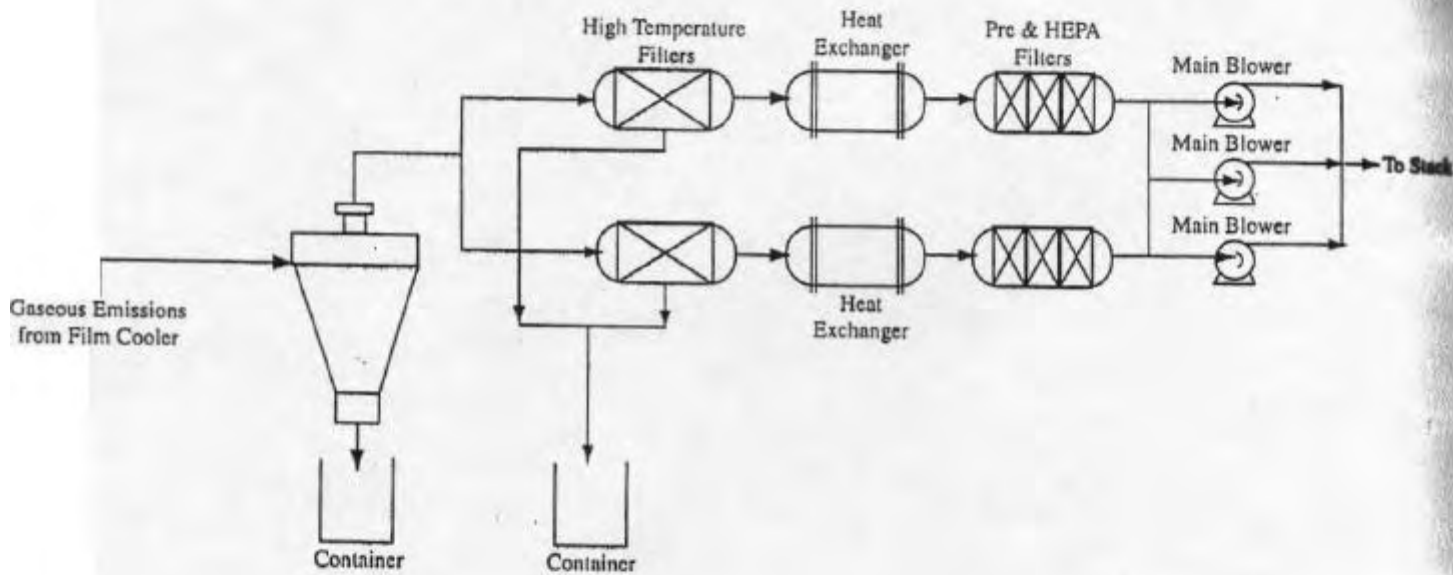 High Temperature
Filters
Heat
Exchanger
Pre & HEPA
Filters
Main Blower
Main Blower
To Stack
Main Blower
Gaseous Emissions
from Film Cooler
Heat
Exchanger
Container
Container